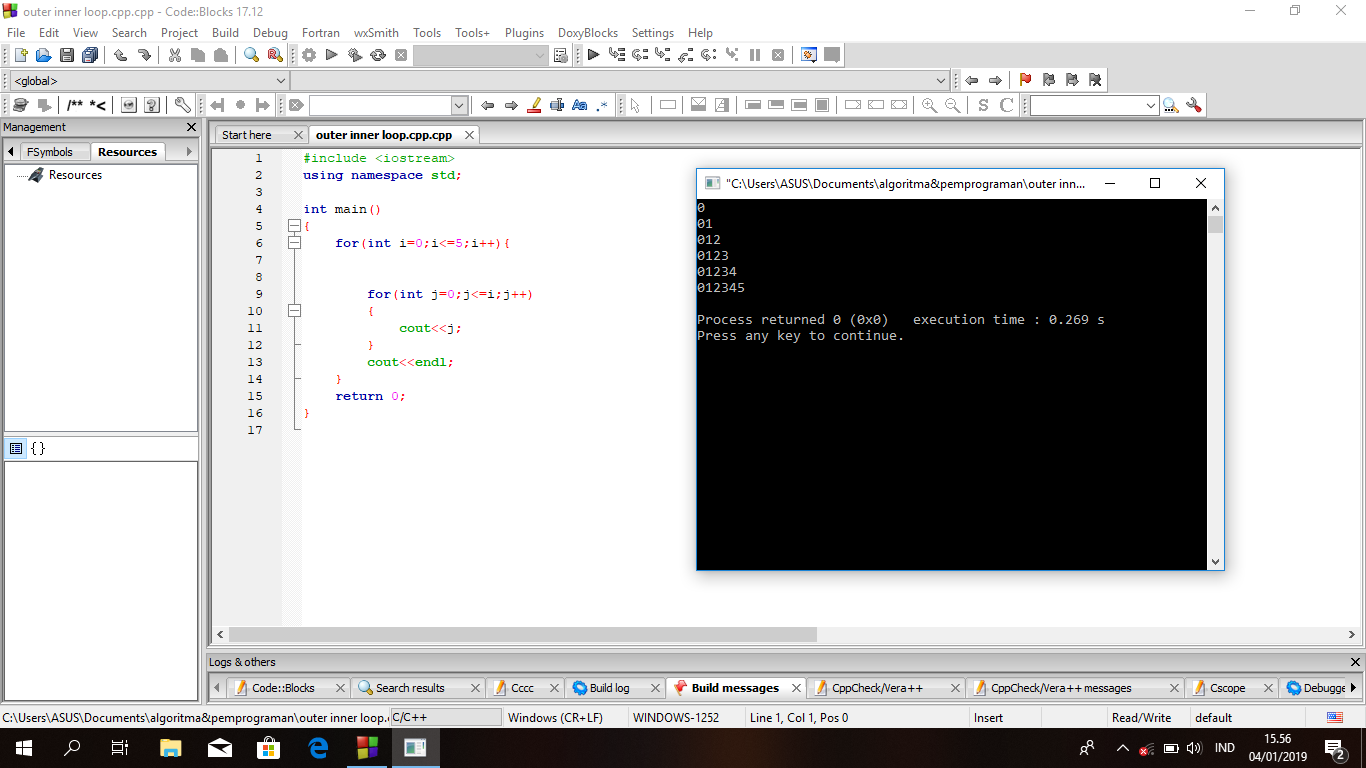 outer inner loop.cpp.cpp - Code::Blocks 17.12
File Edit View Search Project Build Debug Fortran wxSmith Tools Tools+ Plugins DoxyBlocks Settings Help
<global>
/** *<
Aa .*
S C
Management
FSymbols Resources
Resources
{}
Start here outer inner loop.cpp.cpp
1 #include <iostream>
2 using namespace std;
3
4 int main()
5 {
6 for(int i=0;i<=5;i++){
7
8
9 for(int j=0;j<=i;j++)
10 {
11 cout<<j;
12 }
13 cout<<endl;
14 }
15 return 0;
16 }
17
"C:\Users\ASUS\Documents\algoritma&pemprograman\outer inn...
0
01
012
0123
01234
012345
Process returned 0 (0x0) execution time : 0.269 s
Press any key to continue.
Logs & others
Code::Blocks Search results Cccc Build log Build messages CppCheck/Vera++ CppCheck/Vera++ messages Cscope Debugge
C:\Users\ASUS\Documents\algoritma&pemprograman\outer inner loop. C/C++ Windows (CR+LF) WINDOWS-1252 Line 1, Col 1, Pos 0 Insert Read/Write default
IND
15.56
04/01/2019
2